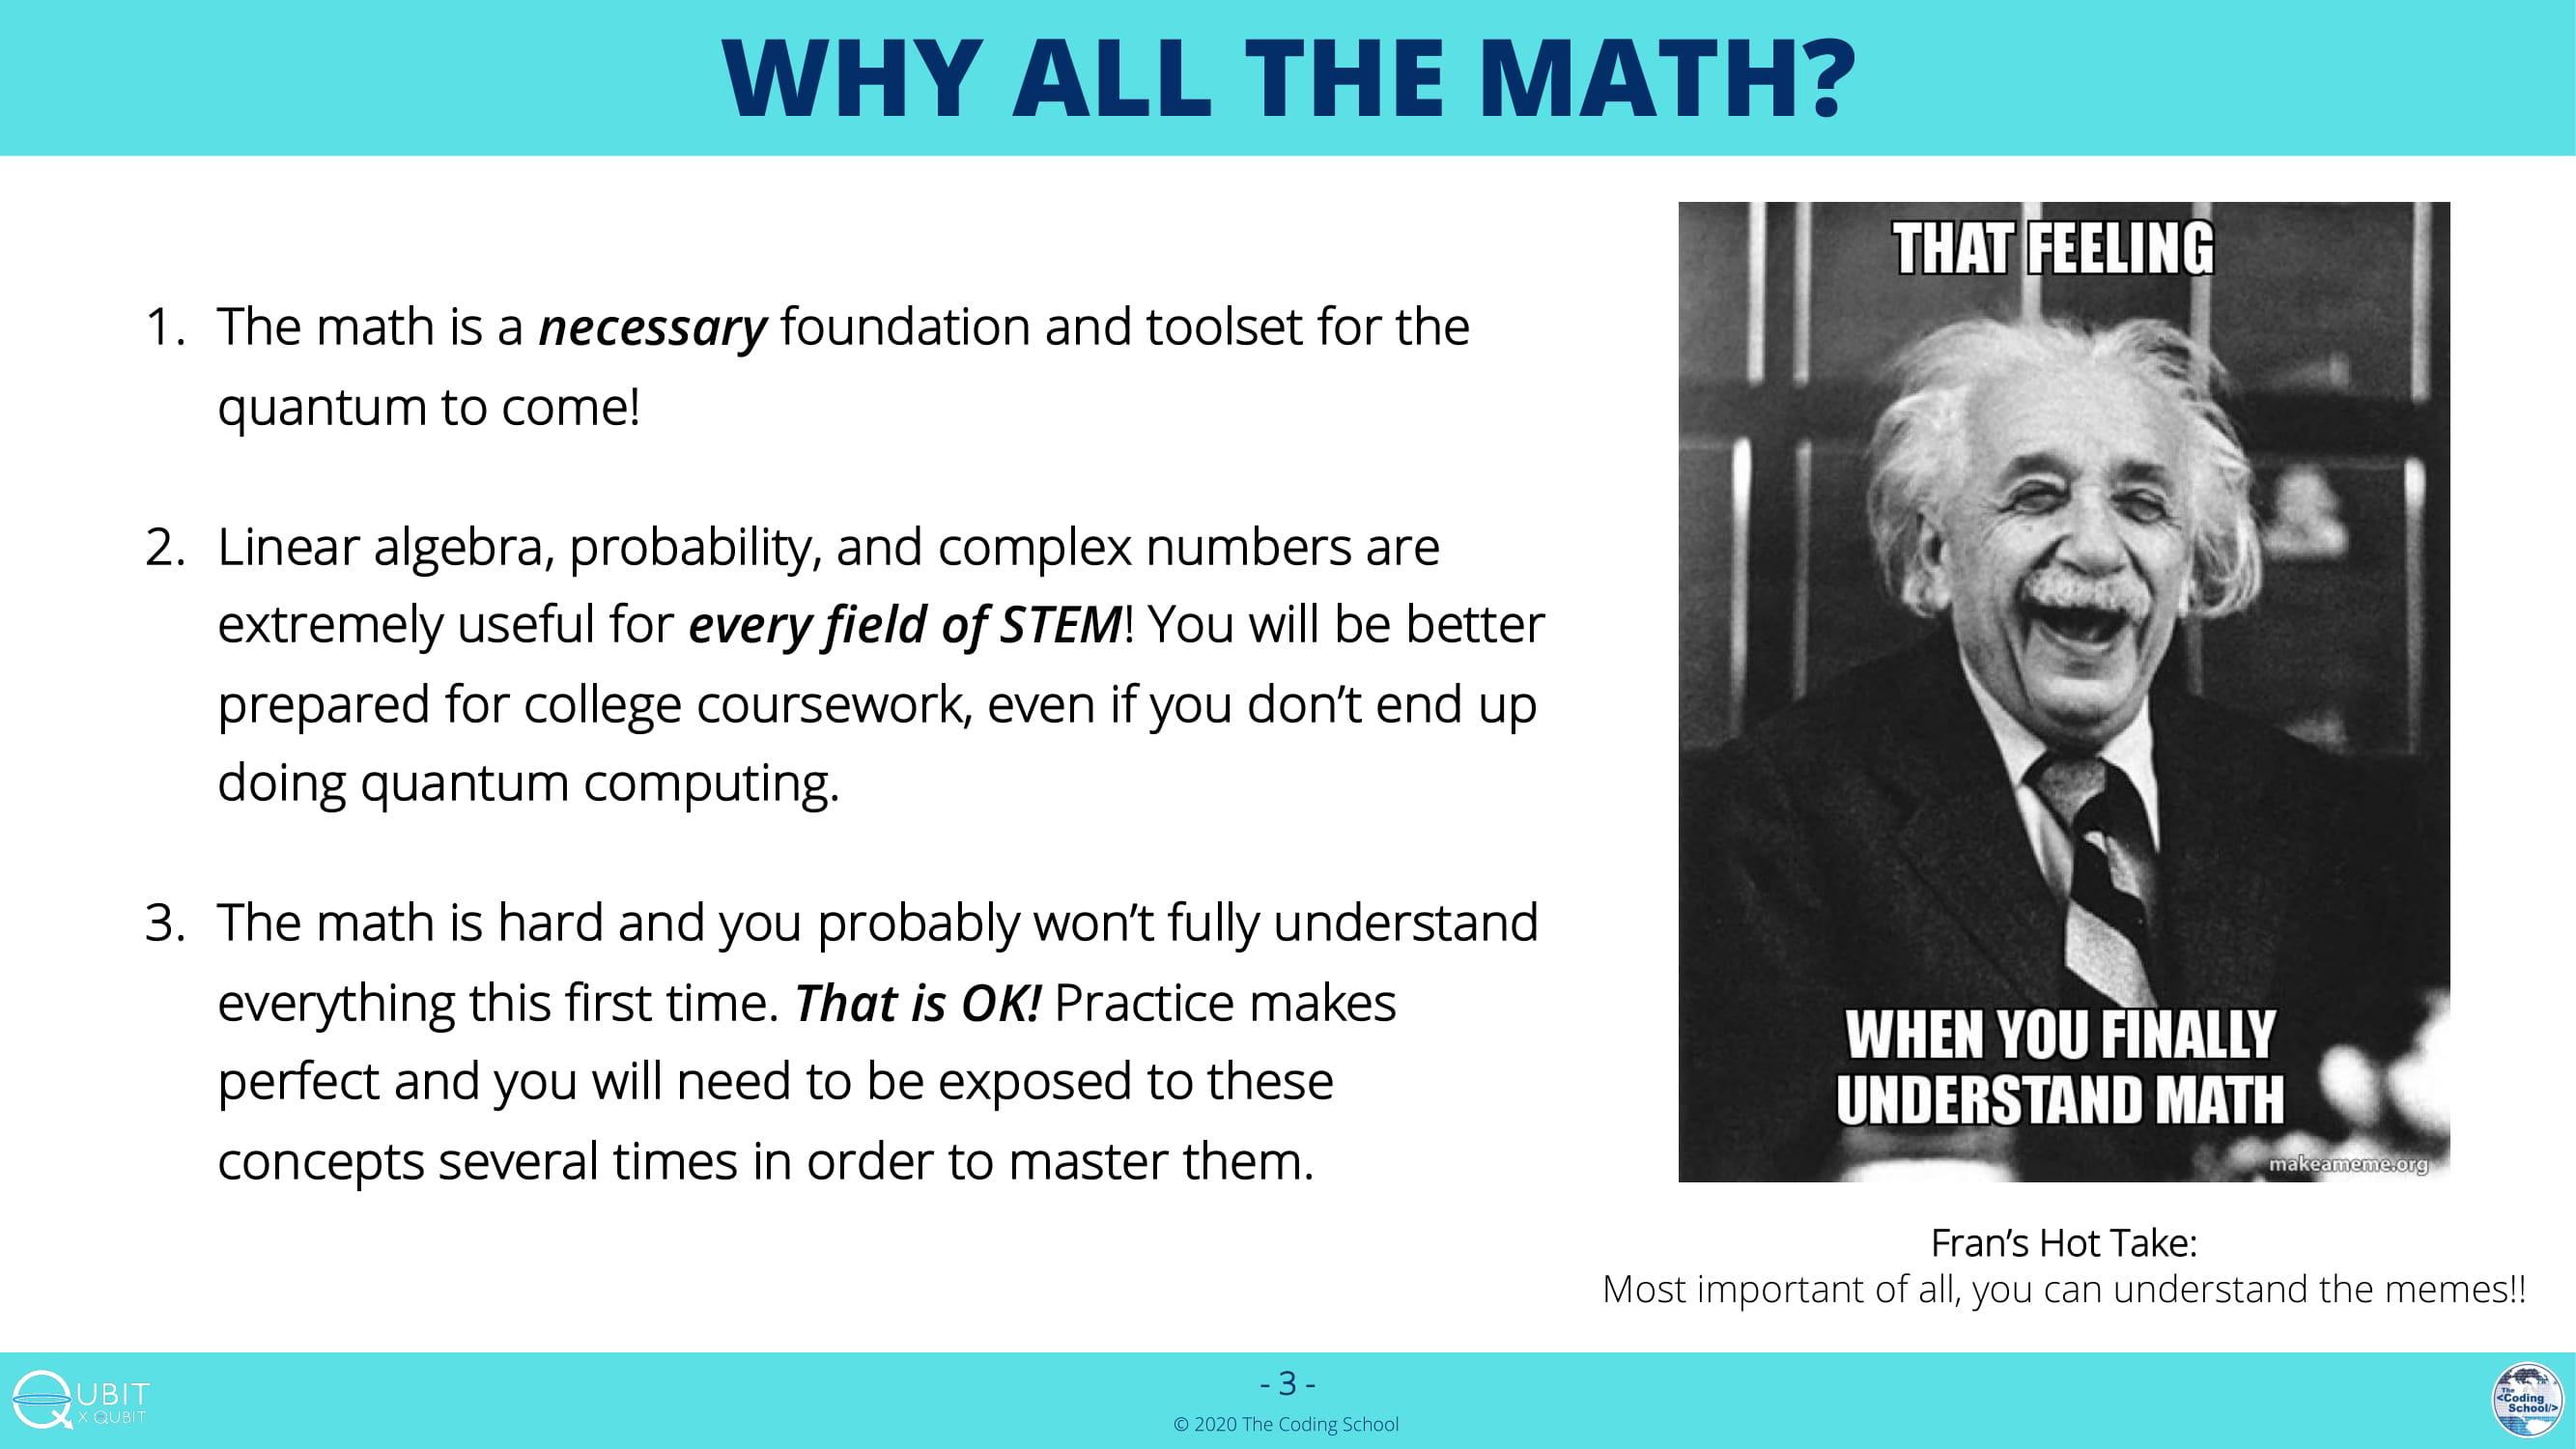 WHY ALL THE MATH?
1. The math is a necessary foundation and toolset for the
quantum to come!
2. Linear algebra, probability, and complex numbers are
extremely useful for every field of STEM! You will be better
prepared for college coursework, even if you don’t end up
doing quantum computing.
3. The math is hard and you probably won’t fully understand
everything this first time. That is OK! Practice makes
perfect and you will need to be exposed to these
concepts several times in order to master them.
THAT FEELING
WHEN YOU FINALLY
UNDERSTAND MATH
makeameme.org
Fran’s Hot Take:
Most important of all, you can understand the memes!!
QUBIT
X QUBIT
- 3 -
© 2020 The Coding School
The
<Coding
School/>